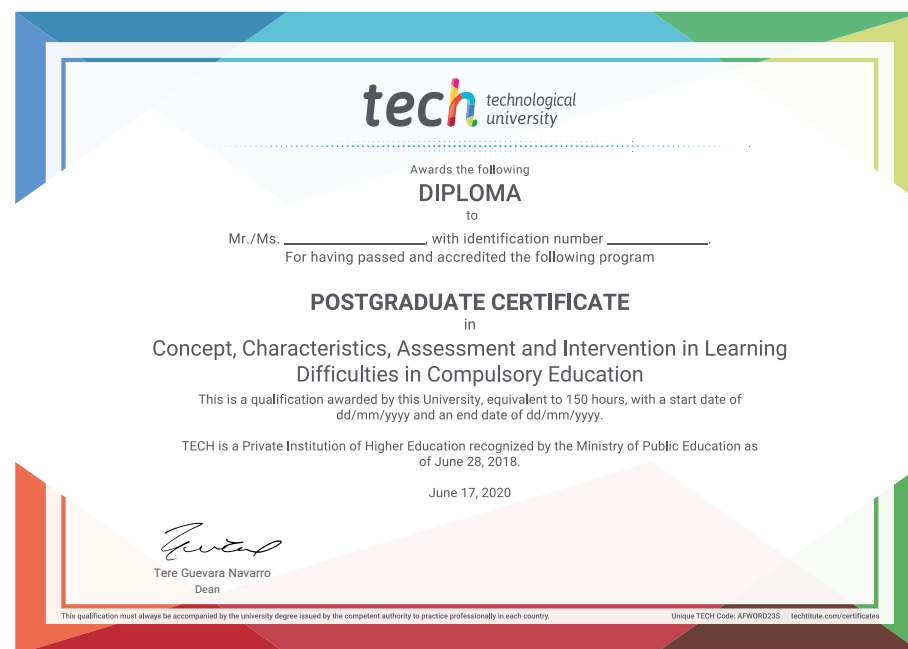 tech technological
university
Awards the following
DIPLOMA
to
Mr./Ms. ________________, with identification number ______________.
For having passed and accredited the following program
POSTGRADUATE CERTIFICATE
in
Concept, Characteristics, Assessment and Intervention in Learning
Difficulties in Compulsory Education
This is a qualification awarded by this University, equivalent to 150 hours, with a start date of
dd/mm/yyyy and an end date of dd/mm/yyyy.
TECH is a Private Institution of Higher Education recognized by the Ministry of Public Education as
of June 28, 2018.
June 17, 2020
Tere Guevara Navarro
Dean
This qualification must always be accompanied by the university degree issued by the competent authority to practice professionally in each country.
Unique TECH Code: AFWORD23S techtitute.com/certificates